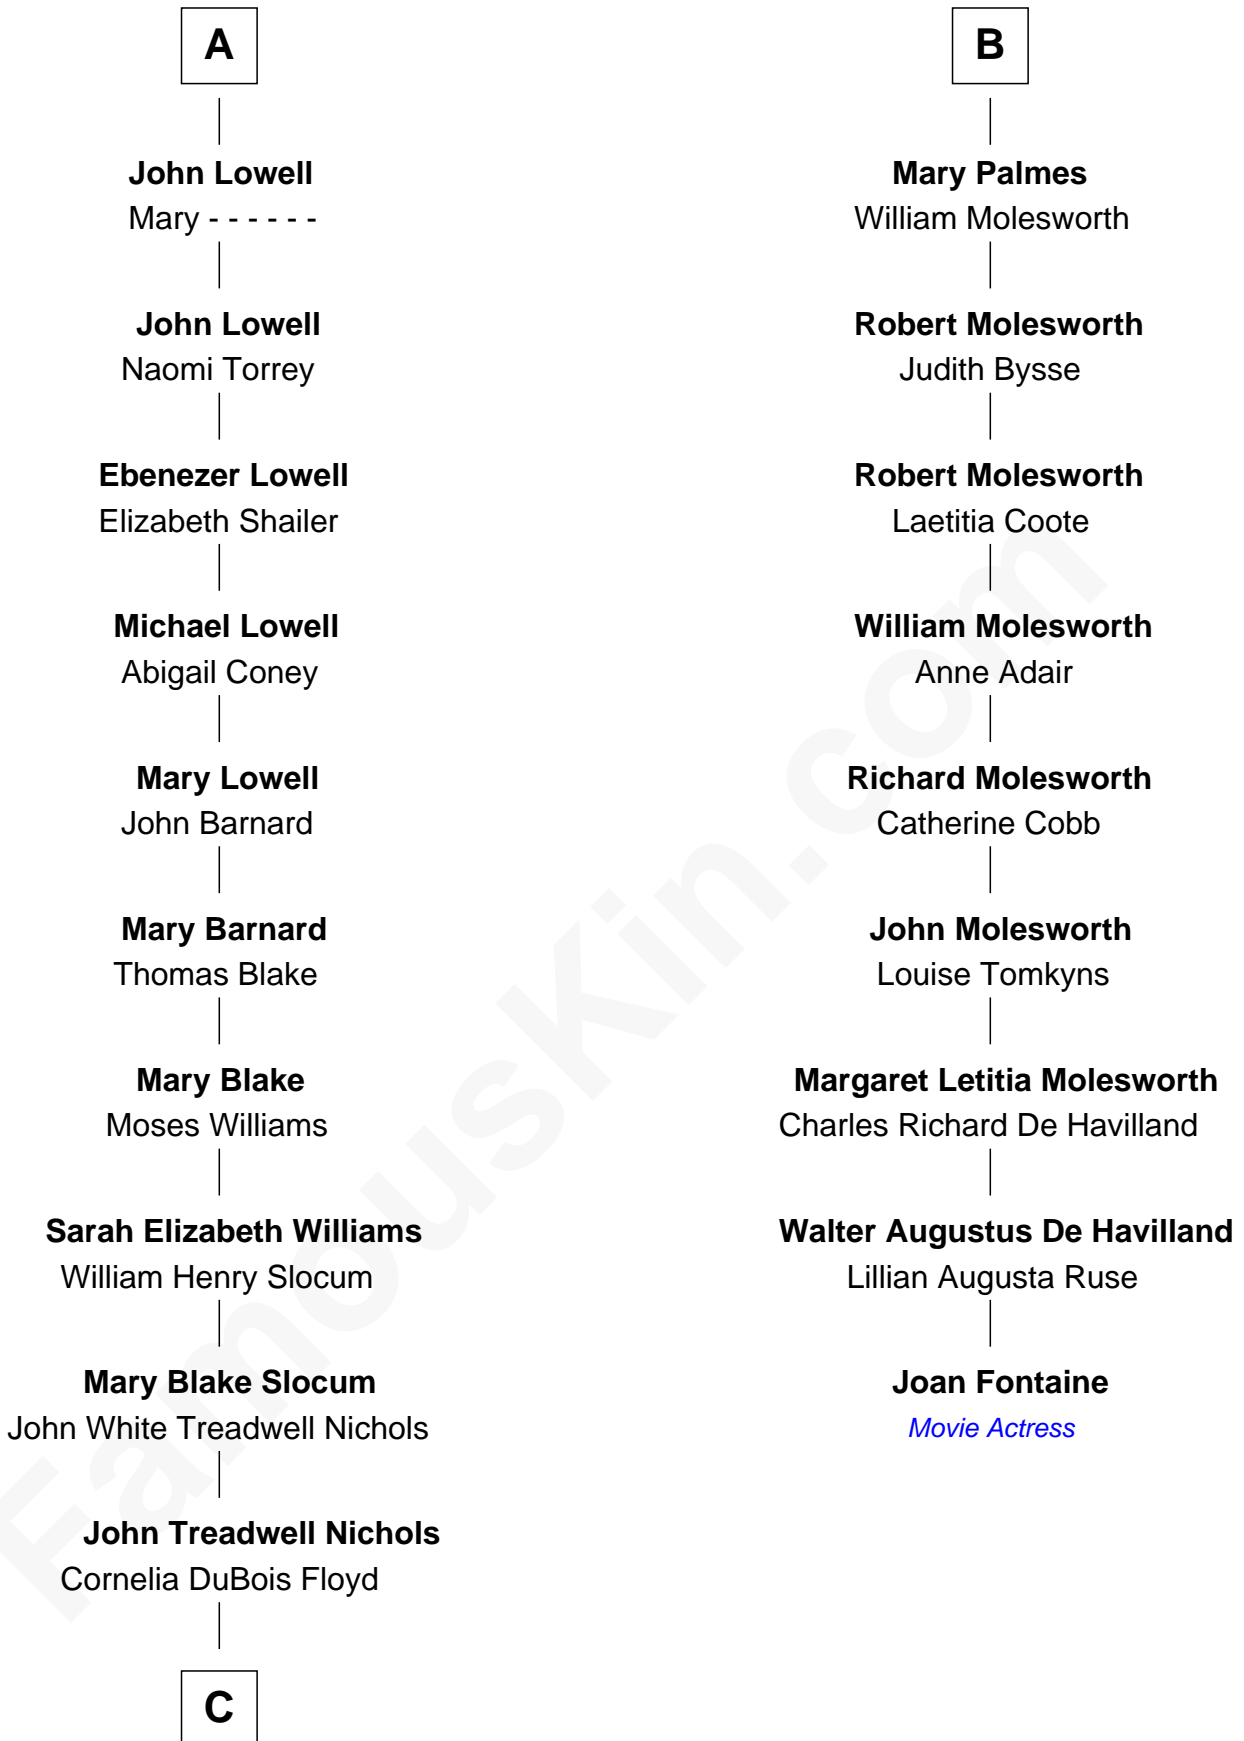 A
John Lowell
Mary - - - - - -
John Lowell
Naomi Torrey
Ebenezer Lowell
Elizabeth Shailer
Michael Lowell
Abigail Coney
Mary Lowell
John Barnard
Mary Barnard
Thomas Blake
Mary Blake
Moses Williams
Sarah Elizabeth Williams
William Henry Slocum
Mary Blake Slocum
John White Treadwell Nichols
John Treadwell Nichols
Cornelia DuBois Floyd
C
B
Mary Palmes
William Molesworth
Robert Molesworth
Judith Bysse
Robert Molesworth
Laetitia Coote
William Molesworth
Anne Adair
Richard Molesworth
Catherine Cobb
John Molesworth
Louise Tomkyns
Margaret Letitia Molesworth
Charles Richard De Havilland
Walter Augustus De Havilland
Lillian Augusta Ruse
Joan Fontaine
Movie Actress
FamousKin.com